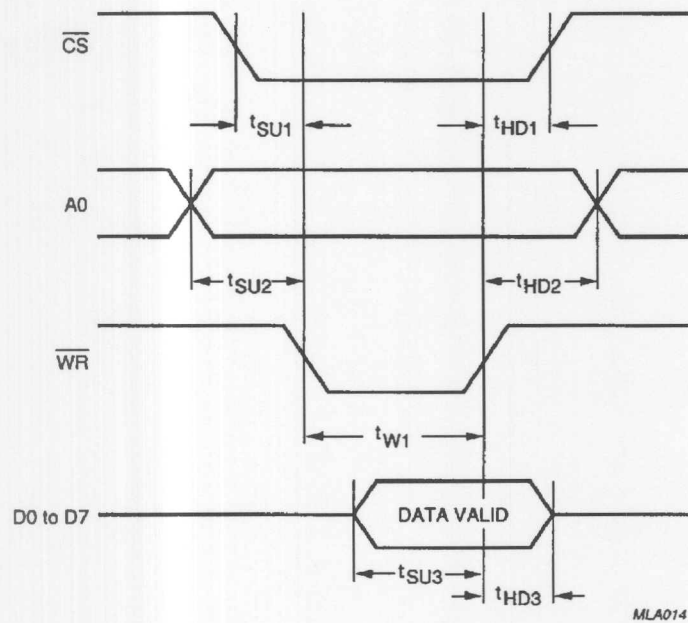 CS
tSU1
tHD1
A0
tSU2
tHD2
WR
tW1
D0 to D7
DATA VALID
tSU3
tHD3
MLA014